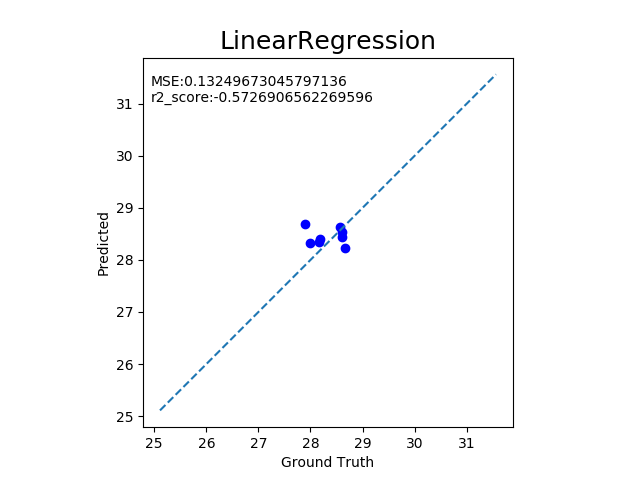 LinearRegression
MSE:0.13249673045797136
r2_score:-0.5726906562269596
31
30
29
28
27
26
25
Predicted
25 26 27 28 29 30 31
Ground Truth